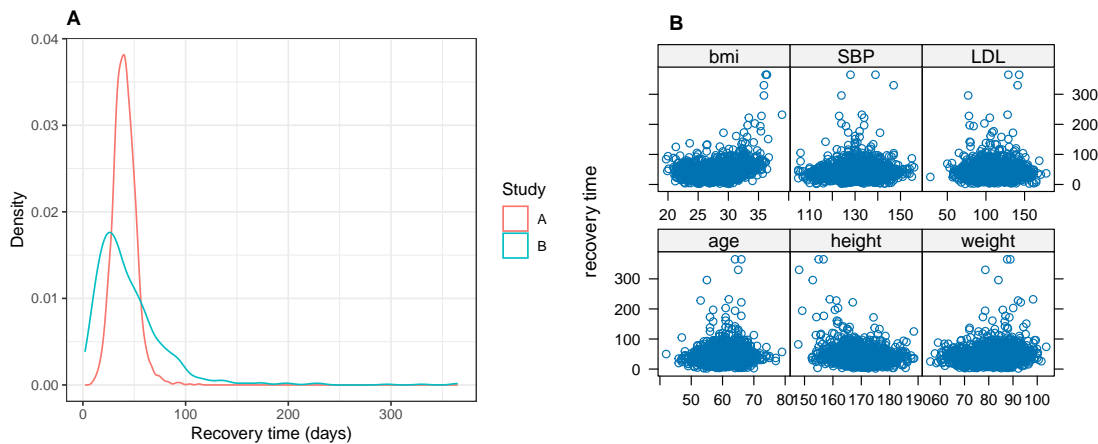 A
0.04
0.03
0.02
0.01
0.00
Density
0 100 200 300
Recovery time (days)
Study
A
B
B
bmi SBP LDL
300
200
100
0
20 25 30 35 110 130 150 50 100 150
recovery time
age height weight
300
200
100
0
50 60 70 80 150 160 170 180 190 60 70 80 90 100